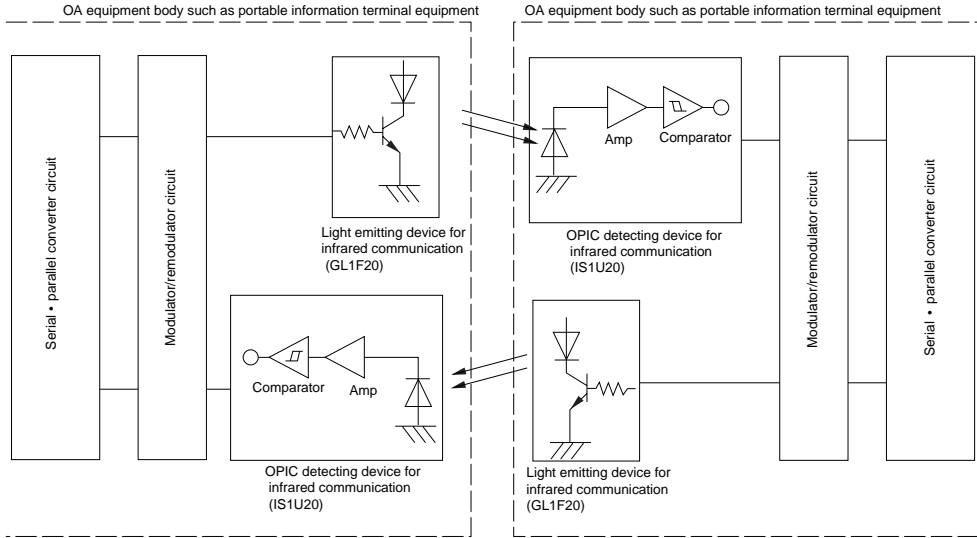 OA equipment body such as portable information terminal equipment
Serial • parallel converter circuit
Modulator/remodulator circuit
Light emitting device for
infrared communication
(GL1F20)
Comparator
Amp
OPIC detecting device for
infrared communication
(IS1U20)
OA equipment body such as portable information terminal equipment
Amp
Comparator
OPIC detecting device for
infrared communication
(IS1U20)
Light emitting device for
infrared communication
(GL1F20)
Modulator/remodulator circuit
Serial • parallel converter circuit